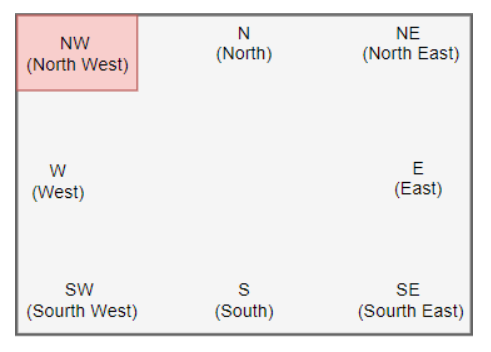 NW
(North West)
N
(North)
NE
(North East)
W
(West)
E
(East)
SW
(Sourth West)
S
(South)
SE
(Sourth East)